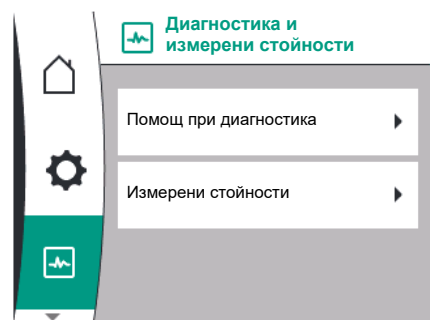 Диагностика и
измерени стойности
Помощ при диагностика
Измерени стойности